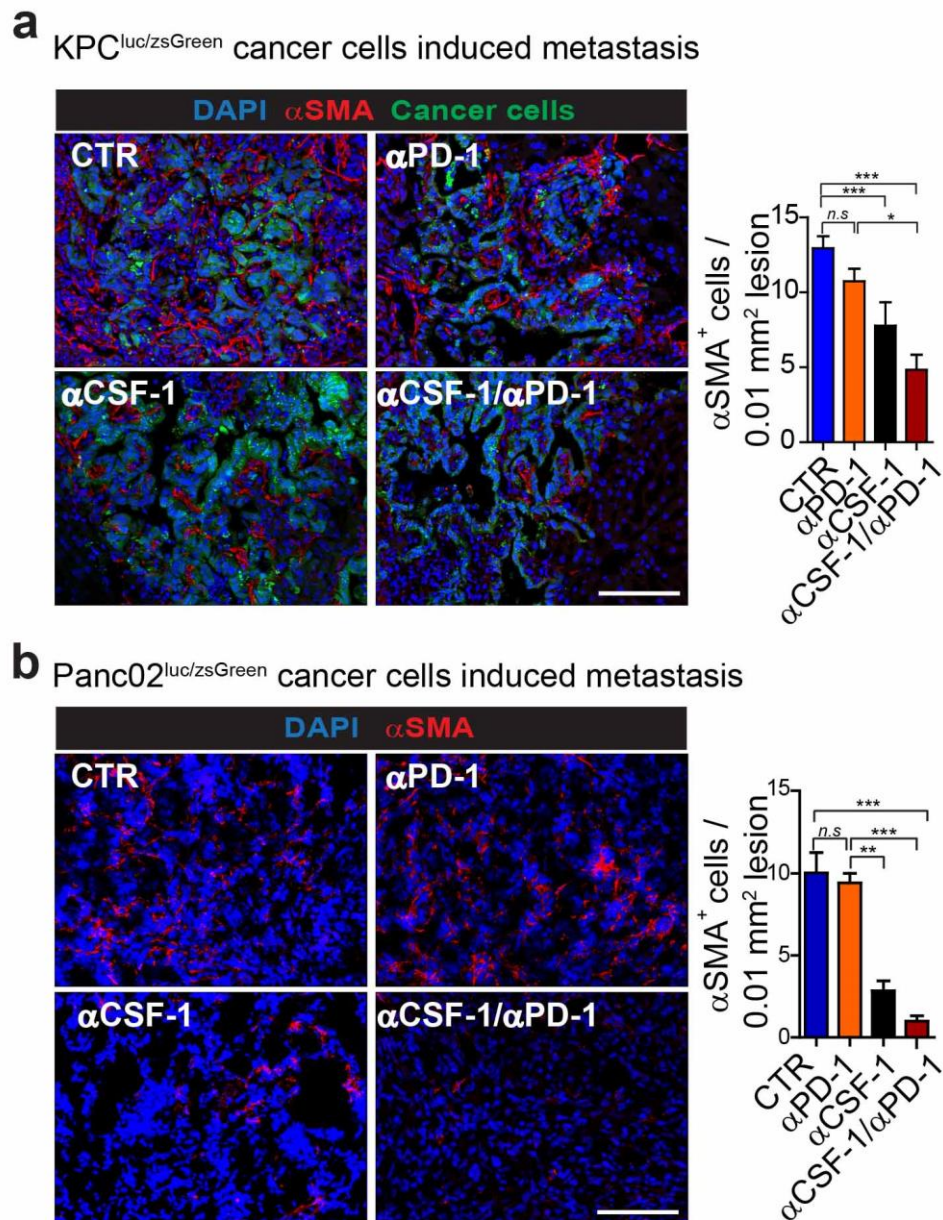 a KPCluc/zsGreen cancer cells induced metastasis
DAPI αSMA Cancer cells
CTR
αPD-1
αCSF-1
αCSF-1/αPD-1
αSMA+ cells /
0.01 mm2 lesion
***
***
n.s
*
15
10
5
0
CTR
αPD-1
αCSF-1
αCSF-1/αPD-1
b Panc02luc/zsGreen cancer cells induced metastasis
DAPI αSMA
CTR
αPD-1
αCSF-1
αCSF-1/αPD-1
αSMA+ cells /
0.01 mm2 lesion
***
n.s
***
**
15
10
5
0
CTR
αPD-1
αCSF-1
αCSF-1/αPD-1